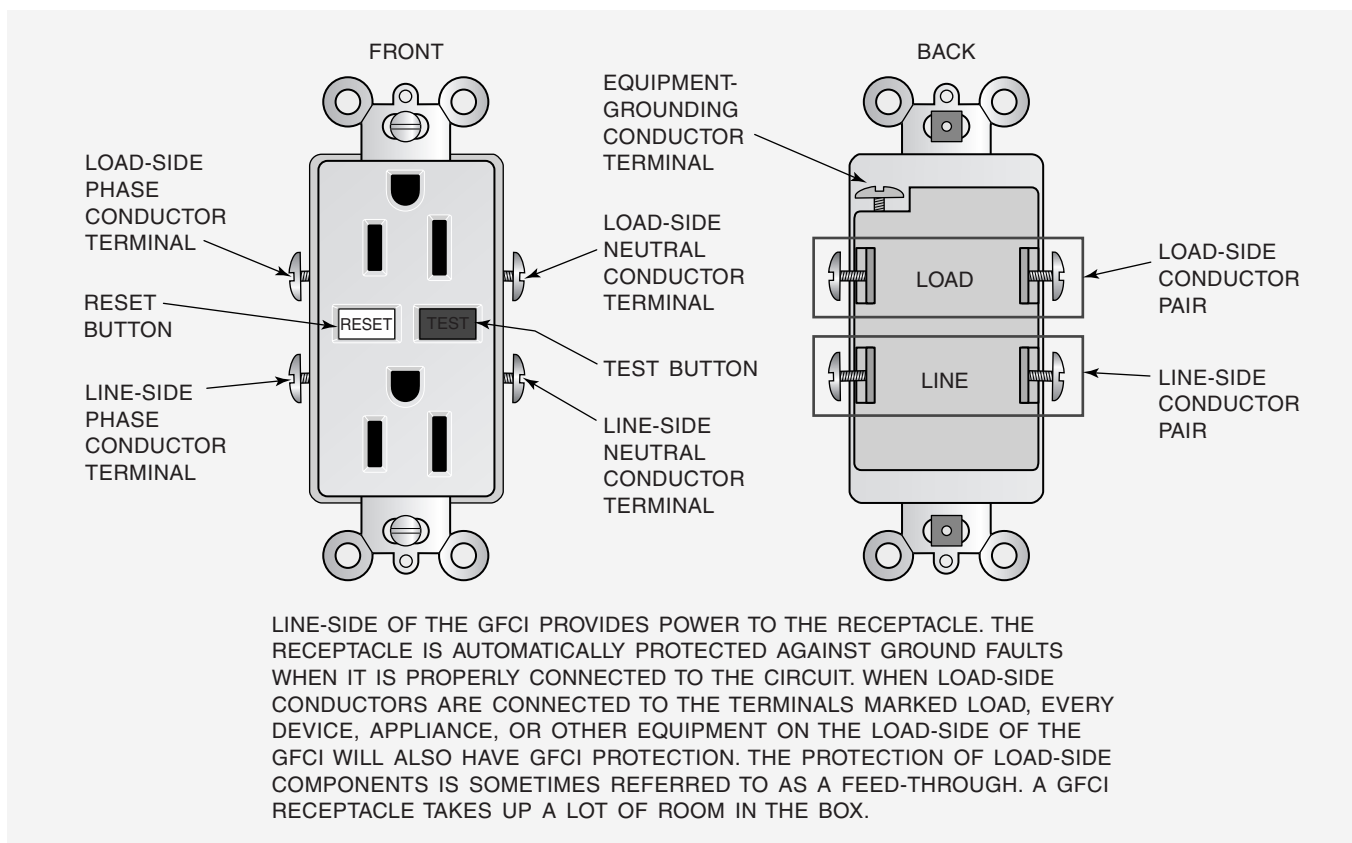 FRONT
BACK
LOAD-SIDE
PHASE
CONDUCTOR
TERMINAL
RESET
BUTTON
LINE-SIDE
PHASE
CONDUCTOR
TERMINAL
RESET
TEST
EQUIPMENT-
GROUNDING
CONDUCTOR
TERMINAL
LOAD-SIDE
NEUTRAL
CONDUCTOR
TERMINAL
TEST BUTTON
LINE-SIDE
NEUTRAL
CONDUCTOR
TERMINAL
LOAD
LINE
LOAD-SIDE
CONDUCTOR
PAIR
LINE-SIDE
CONDUCTOR
PAIR
LINE-SIDE OF THE GFCI PROVIDES POWER TO THE RECEPTACLE. THE
RECEPTACLE IS AUTOMATICALLY PROTECTED AGAINST GROUND FAULTS
WHEN IT IS PROPERLY CONNECTED TO THE CIRCUIT. WHEN LOAD-SIDE
CONDUCTORS ARE CONNECTED TO THE TERMINALS MARKED LOAD, EVERY
DEVICE, APPLIANCE, OR OTHER EQUIPMENT ON THE LOAD-SIDE OF THE
GFCI WILL ALSO HAVE GFCI PROTECTION. THE PROTECTION OF LOAD-SIDE
COMPONENTS IS SOMETIMES REFERRED TO AS A FEED-THROUGH. A GFCI
RECEPTACLE TAKES UP A LOT OF ROOM IN THE BOX.